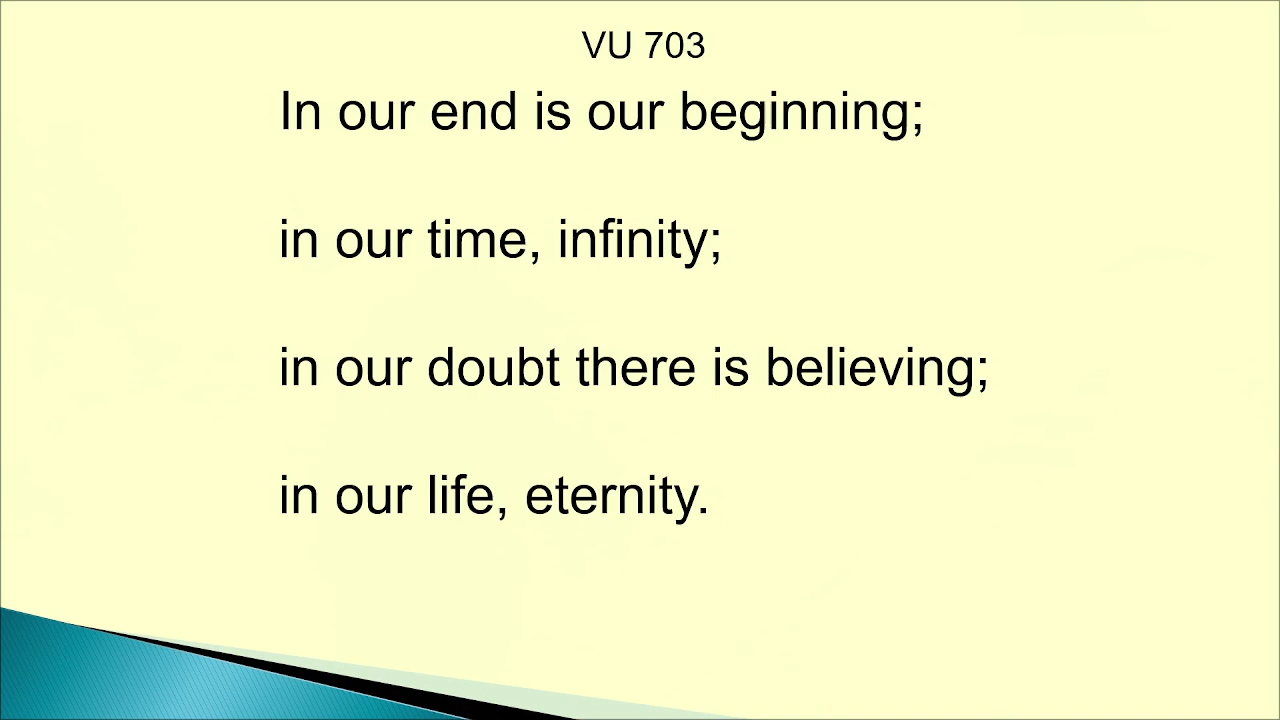 VU 703
In our end is our beginning;
in our time, infinity;
in our doubt there is believing;
in our life, eternity.